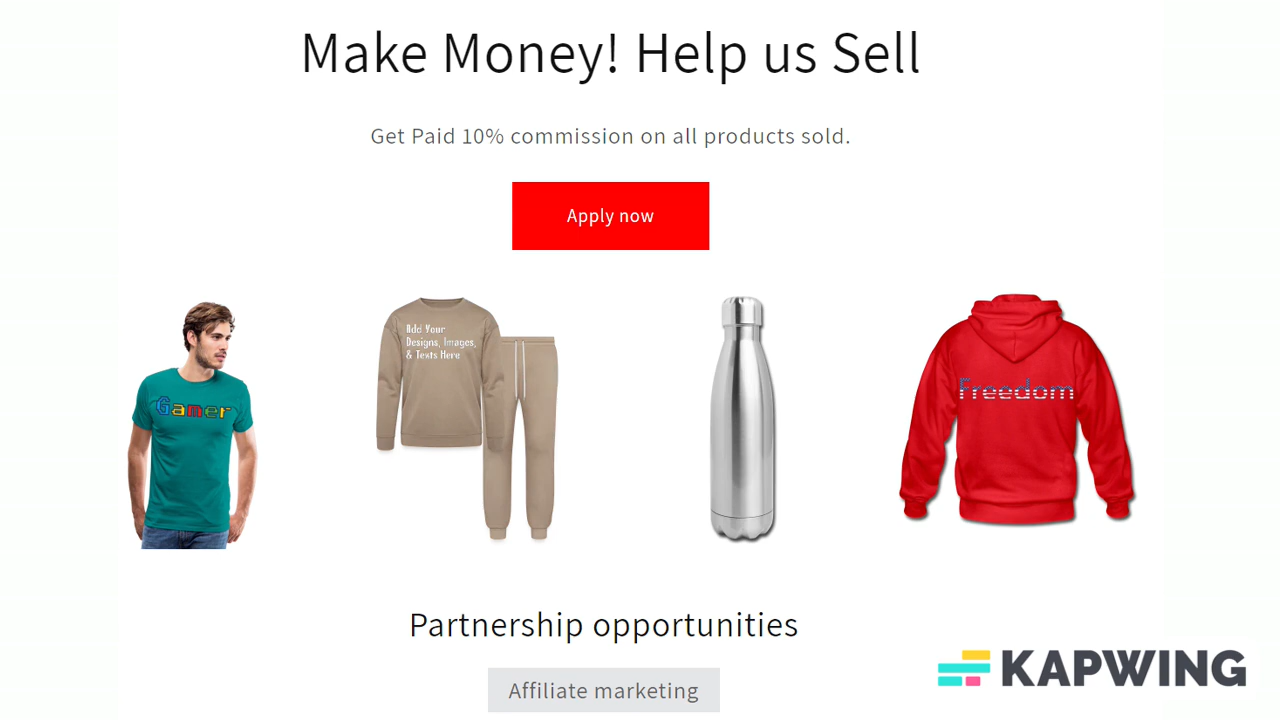 Make Money! Help us Sell
Get Paid 10% commission on all products sold.
Apply now
Gamer
Add Your
Designs, Images,
& Texts Here
Freedom
Partnership opportunities
KAPWING
Affiliate marketing